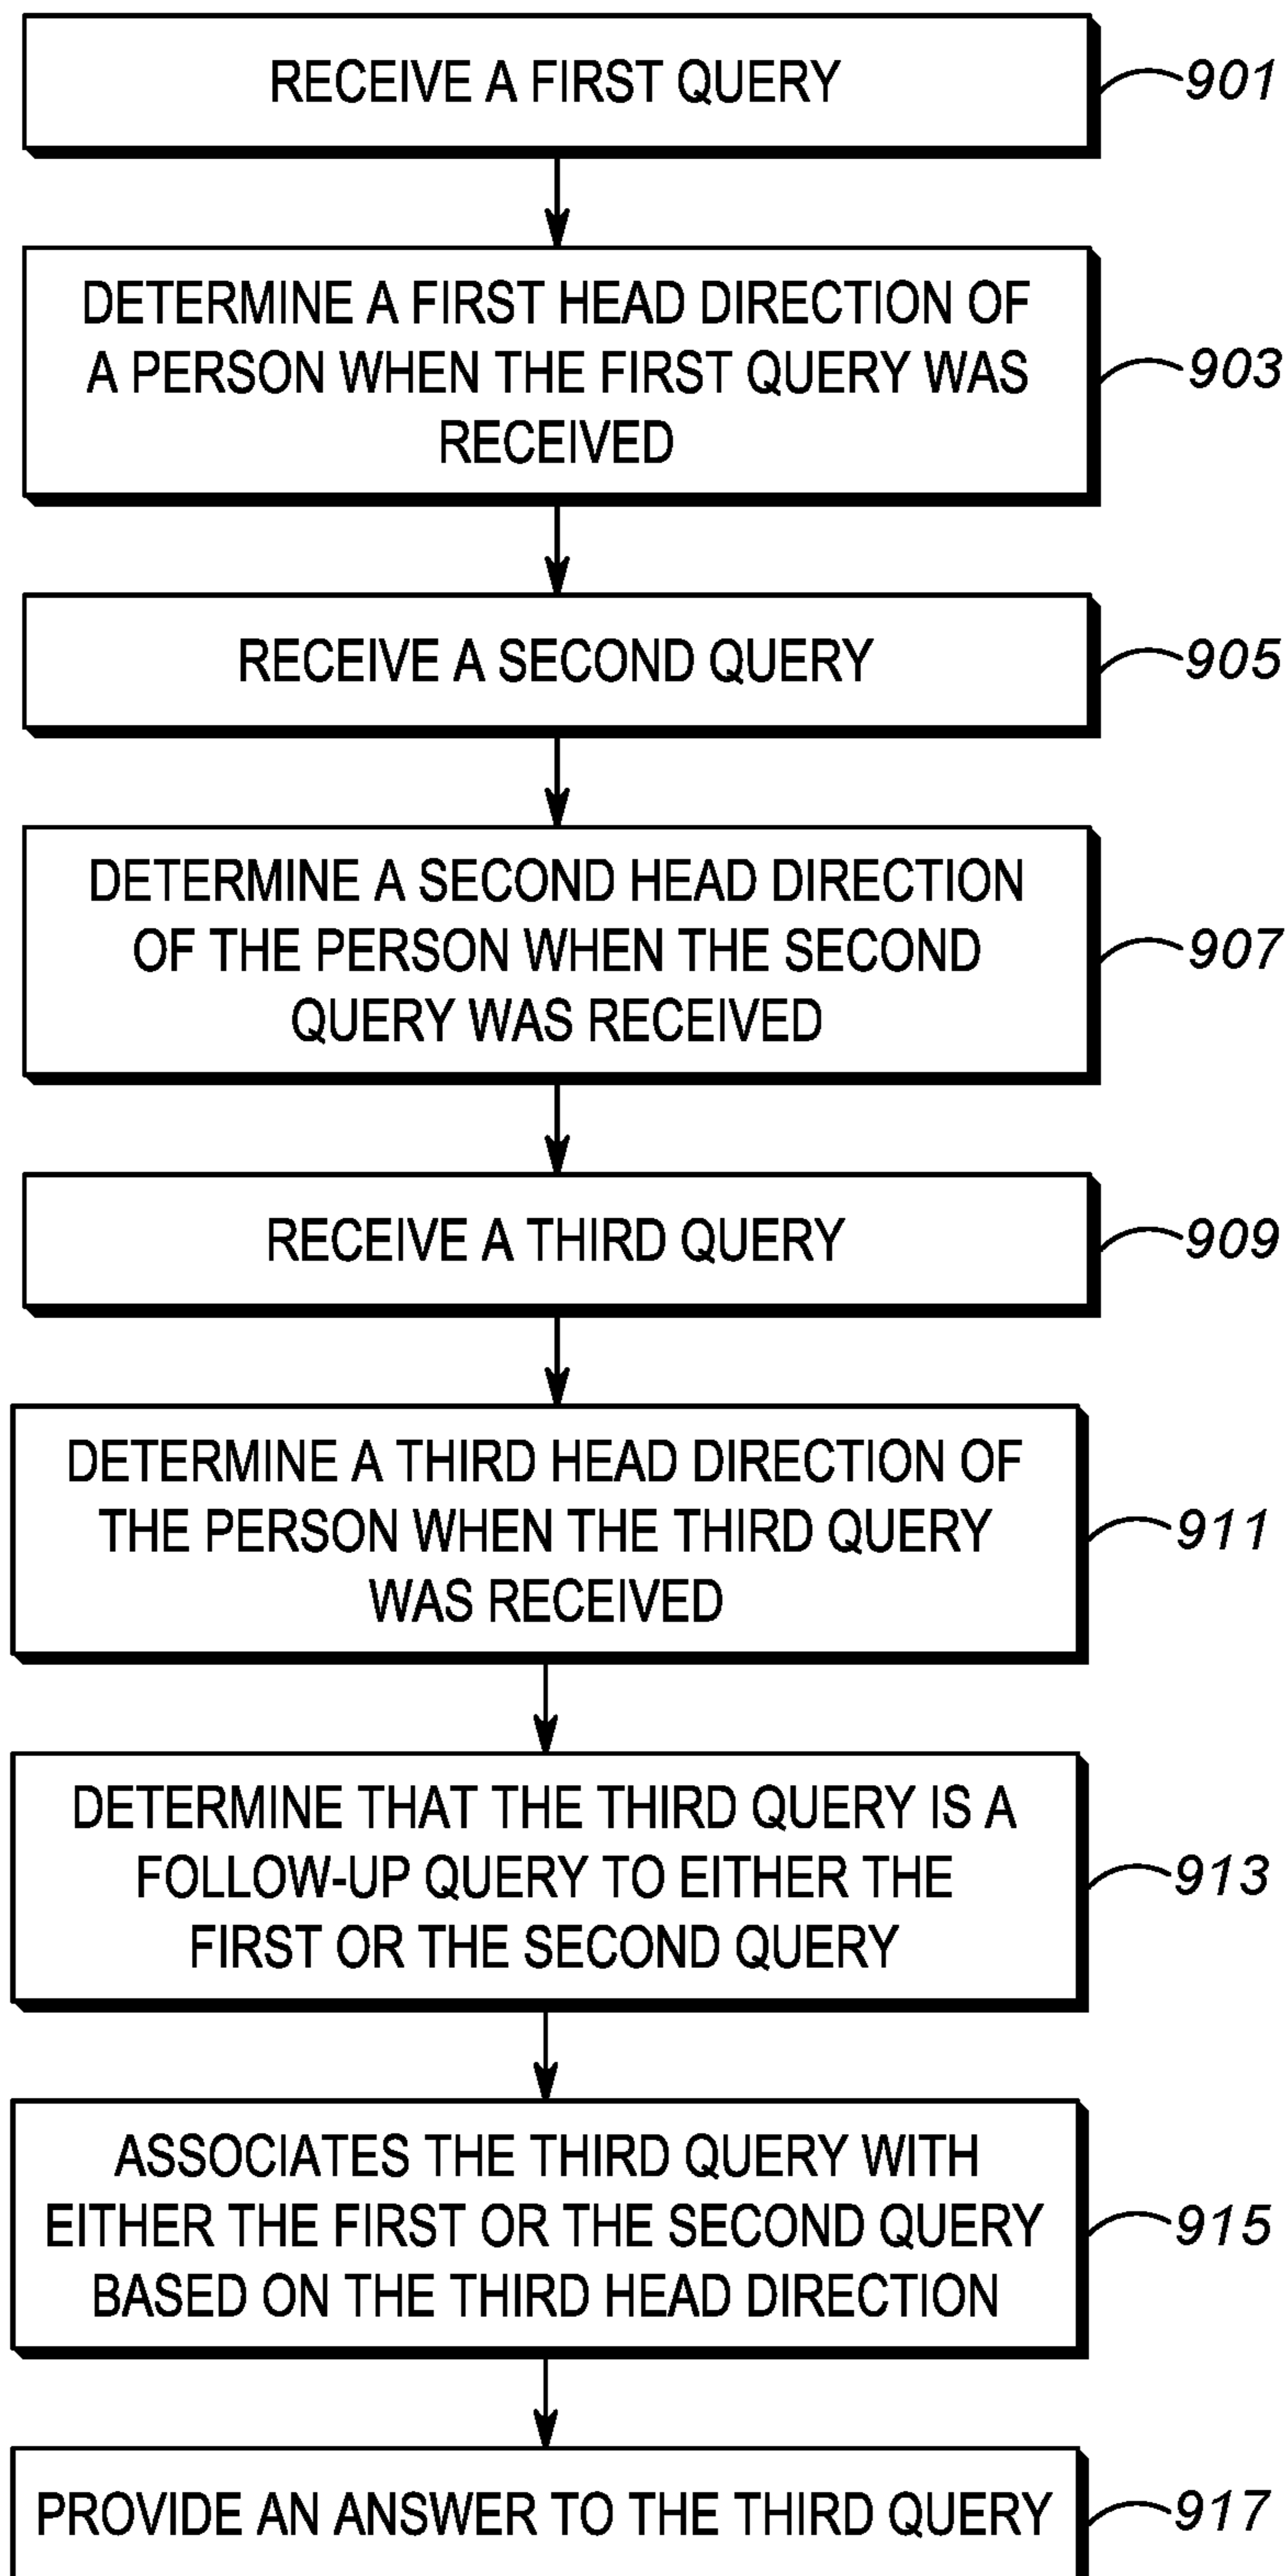 RECEIVE A FIRST QUERY
901
DETERMINE A FIRST HEAD DIRECTION OF
A PERSON WHEN THE FIRST QUERY WAS
RECEIVED
903
RECEIVE A SECOND QUERY
905
DETERMINE A SECOND HEAD DIRECTION
OF THE PERSON WHEN THE SECOND
QUERY WAS RECEIVED
907
RECEIVE A THIRD QUERY
909
DETERMINE A THIRD HEAD DIRECTION OF
THE PERSON WHEN THE THIRD QUERY
WAS RECEIVED
911
DETERMINE THAT THE THIRD QUERY IS A
FOLLOW-UP QUERY TO EITHER THE
FIRST OR THE SECOND QUERY
913
ASSOCIATES THE THIRD QUERY WITH
EITHER THE FIRST OR THE SECOND QUERY
BASED ON THE THIRD HEAD DIRECTION
915
PROVIDE AN ANSWER TO THE THIRD QUERY
917